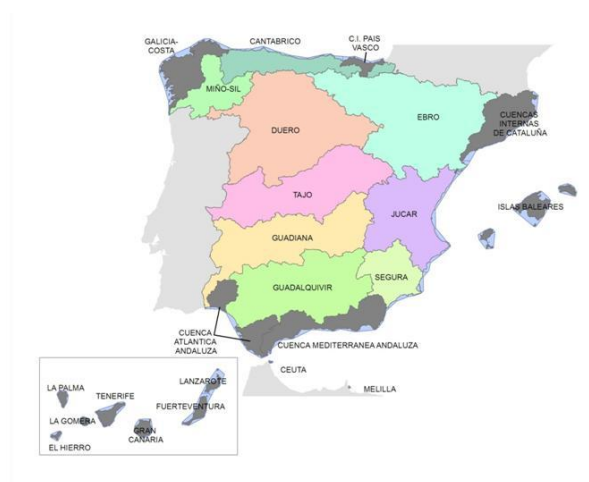 GALICIA-
COSTA
CANTABRICO
C.I. PAIS
VASCO
MIÑO-SIL
DUERO
EBRO
CUENCAS
INTERNAS
DE CATALUÑA
TAJO
JUCAR
ISLAS BALEARES
GUADIANA
SEGURA
GUADALQUIVIR
CUENCA
ATLANTICA
ANDALUZA
CUENCA MEDITERRANEA ANDALUZA
CEUTA
MELILLA
LA PALMA
TENERIFE
LANZAROTE
LA GOMERA
FUERTEVENTURA
GRAN
CANARIA
EL HIERRO